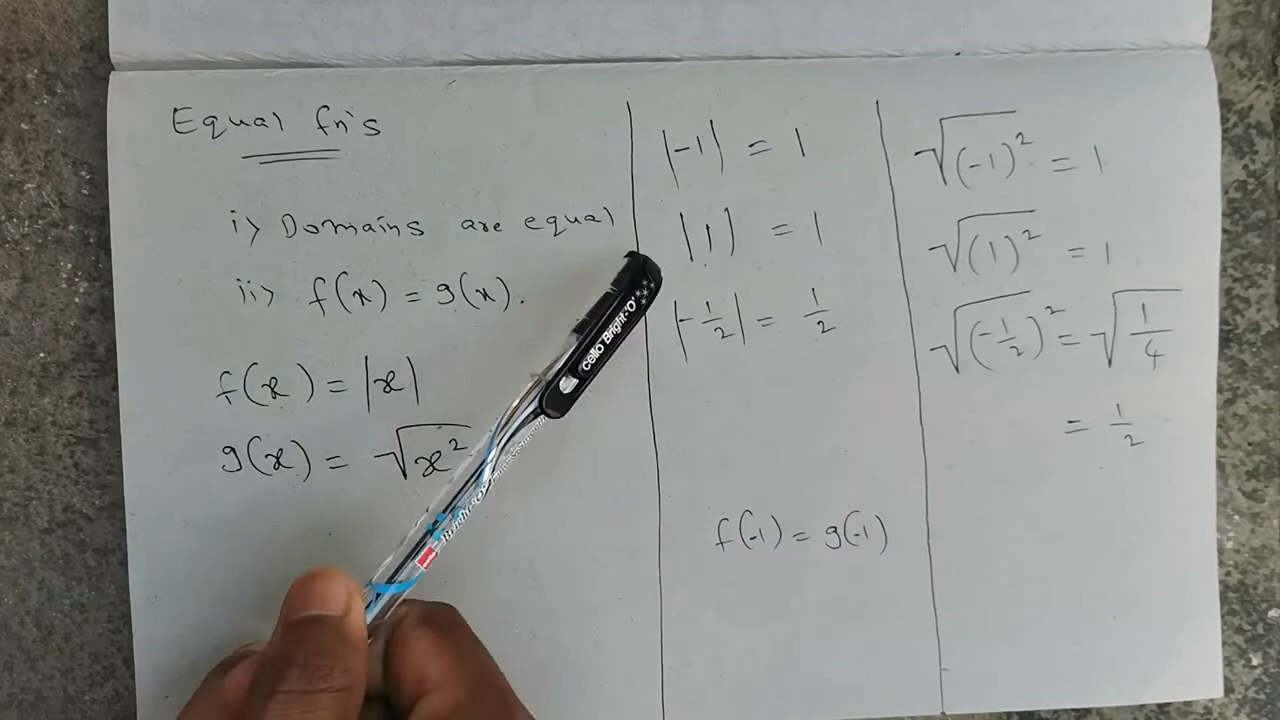 Equal fn's
i) Domains are equal
ii) f(x) = g(x).
f(x) = |x|
g(x) = √x²
|-1| = 1
|1| = 1
|-1/2| = 1/2
f(-1) = g(-1)
√(-1)² = 1
√(1)² = 1
√(-1/2)² = √1/4
= 1/2
cello Bright-'O'